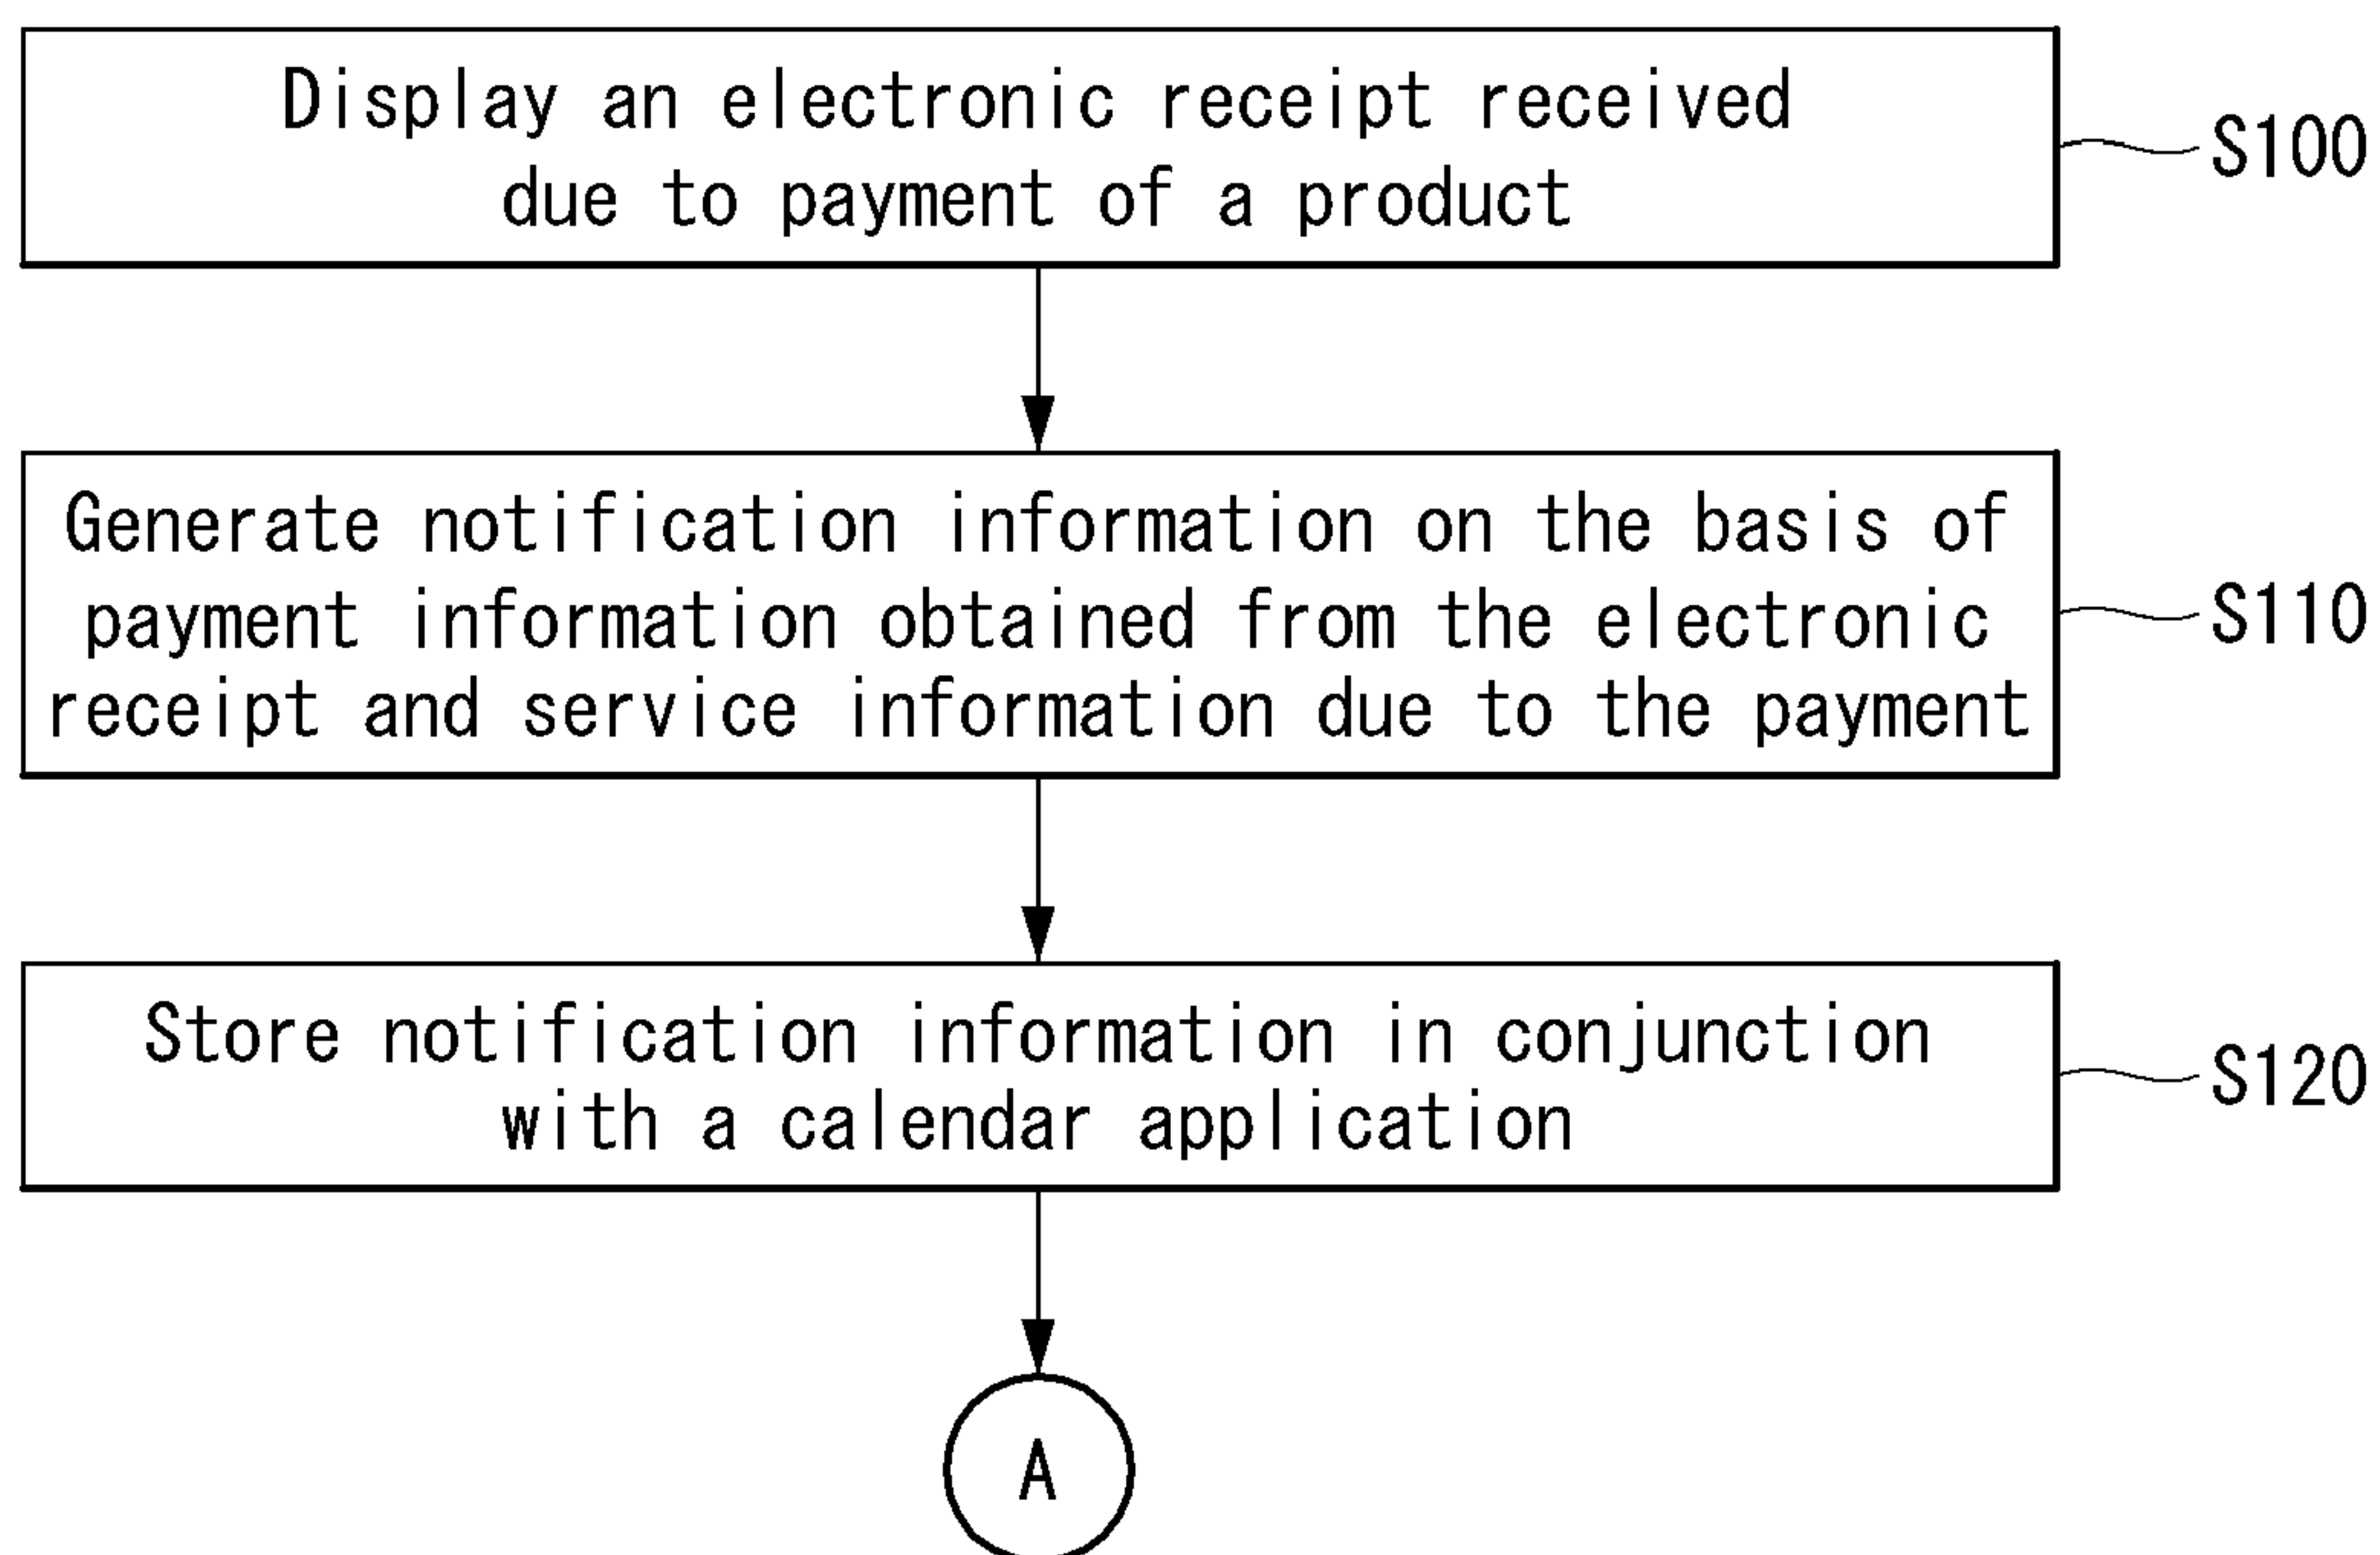 Display an electronic receipt received
due to payment of a product
S100
Generate notification information on the basis of
payment information obtained from the electronic
receipt and service information due to the payment
S110
Store notification information in conjunction
with a calendar application
S120
A